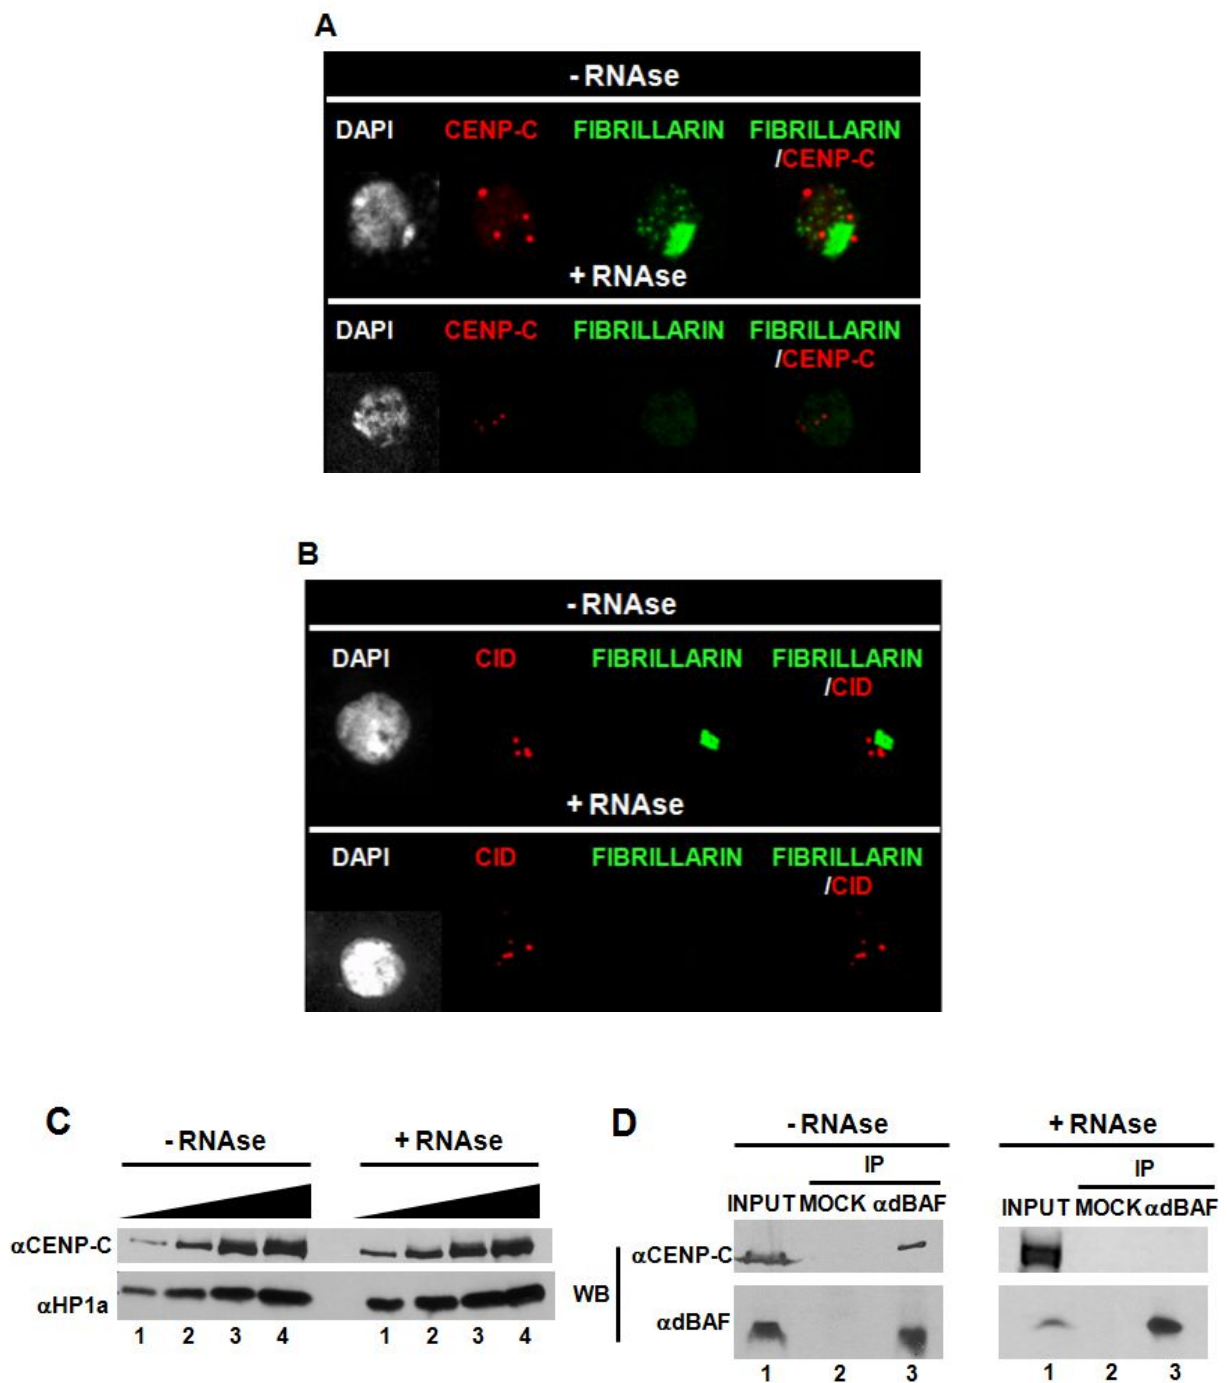 A
- RNAse
DAPI CENP-C FIBRILLARIN FIBRILLARIN
/CENP-C
+ RNAse
DAPI CENP-C FIBRILLARIN FIBRILLARIN
/CENP-C
B
- RNAse
DAPI CID FIBRILLARIN FIBRILLARIN
/CID
+ RNAse
DAPI CID FIBRILLARIN FIBRILLARIN
/CID
C
- RNAse + RNAse
αCENP-C
αHP1a
1 2 3 4 1 2 3 4
D
- RNAse + RNAse
IP IP
INPUT MOCK αdBAF INPUT MOCK αdBAF
αCENP-C
WB
αdBAF
1 2 3 1 2 3